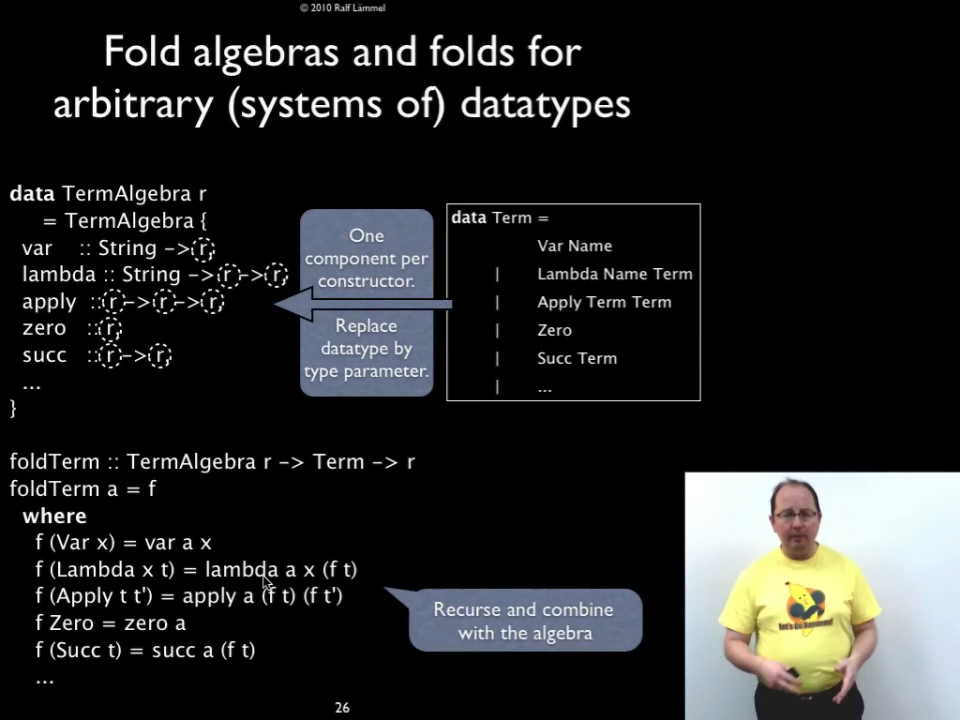 © 2010 Ralf Lämmel
Fold algebras and folds for
arbitrary (systems of) datatypes
data TermAlgebra r
= TermAlgebra {
var :: String -> r,
lambda :: String -> r -> r,
apply :: r -> r -> r,
zero :: r,
succ :: r -> r,
...
}
One
component per
constructor.
Replace
datatype by
type parameter.
data Term =
Var Name
| Lambda Name Term
| Apply Term Term
| Zero
| Succ Term
| ...
foldTerm :: TermAlgebra r -> Term -> r
foldTerm a = f
where
f (Var x) = var a x
f (Lambda x t) = lambda a x (f t)
f (Apply t t') = apply a (f t) (f t')
f Zero = zero a
f (Succ t) = succ a (f t)
...
Recurse and combine
with the algebra
Let's Go Bananas!
26